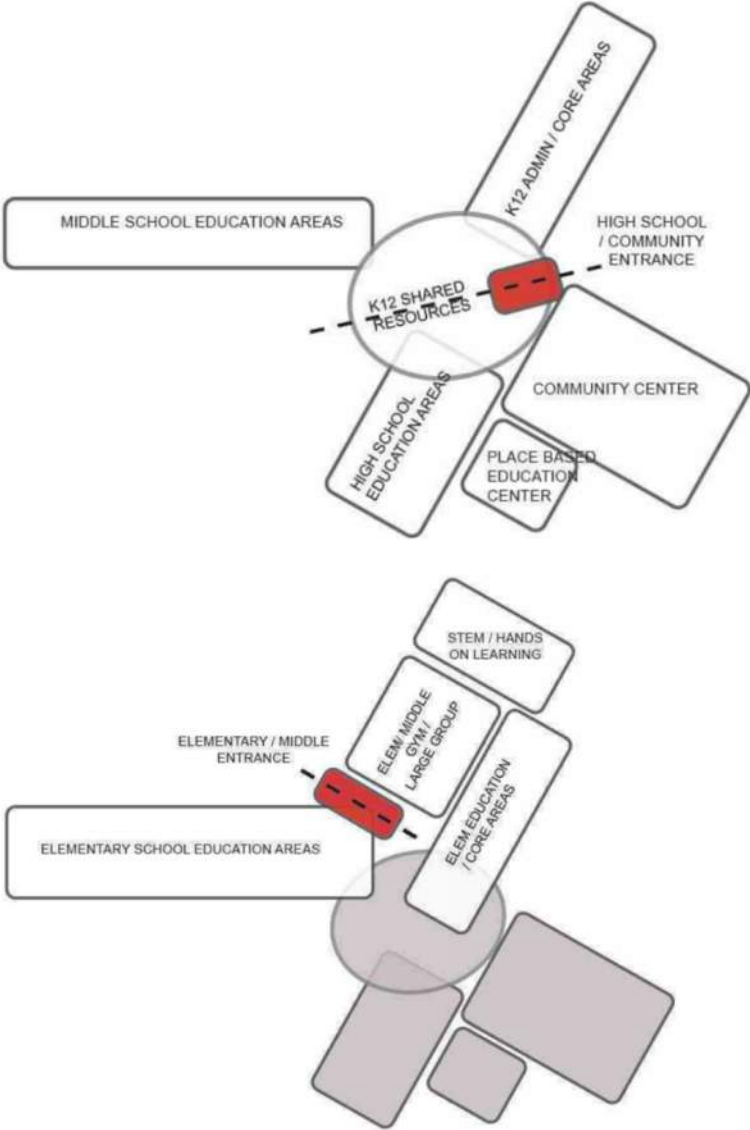 K12 ADMIN / CORE AREAS
MIDDLE SCHOOL EDUCATION AREAS
HIGH SCHOOL
/ COMMUNITY
ENTRANCE
K12 SHARED
RESOURCES
COMMUNITY CENTER
HIGH SCHOOL
EDUCATION AREAS
PLACE BASED
EDUCATION
CENTER
STEM / HANDS
ON LEARNING
ELEM/ MIDDLE
GYM /
LARGE GROUP
ELEMENTARY / MIDDLE
ENTRANCE
ELEM EDUCATION
/ CORE AREAS
ELEMENTARY SCHOOL EDUCATION AREAS